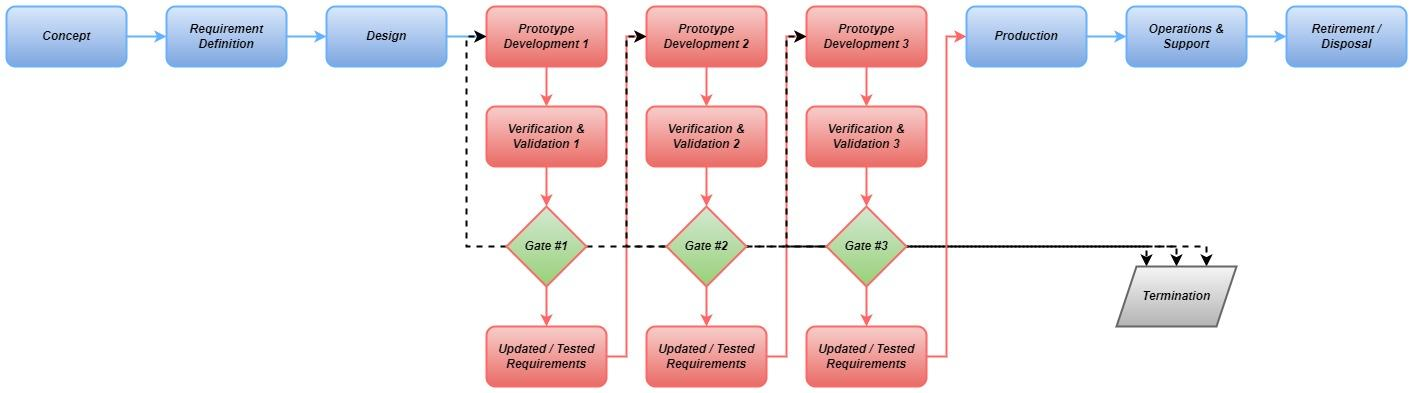 Concept
Requirement
Definition
Design
Prototype
Development 1
Prototype
Development 2
Prototype
Development 3
Production
Operations &
Support
Retirement /
Disposal
Verification &
Validation 1
Verification &
Validation 2
Verification &
Validation 3
Gate #1
Gate #2
Gate #3
Termination
Updated / Tested
Requirements
Updated / Tested
Requirements
Updated / Tested
Requirements